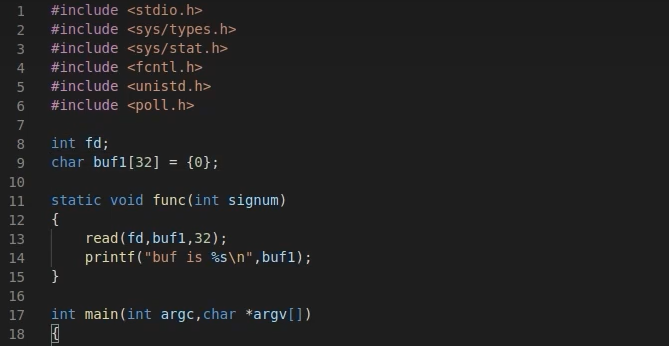 1 #include <stdio.h>
2 #include <sys/types.h>
3 #include <sys/stat.h>
4 #include <fcntl.h>
5 #include <unistd.h>
6 #include <poll.h>
7
8 int fd;
9 char buf1[32] = {0};
10
11 static void func(int signum)
12 {
13     read(fd,buf1,32);
14     printf("buf is %s\n",buf1);
15 }
16
17 int main(int argc,char *argv[])
18 {